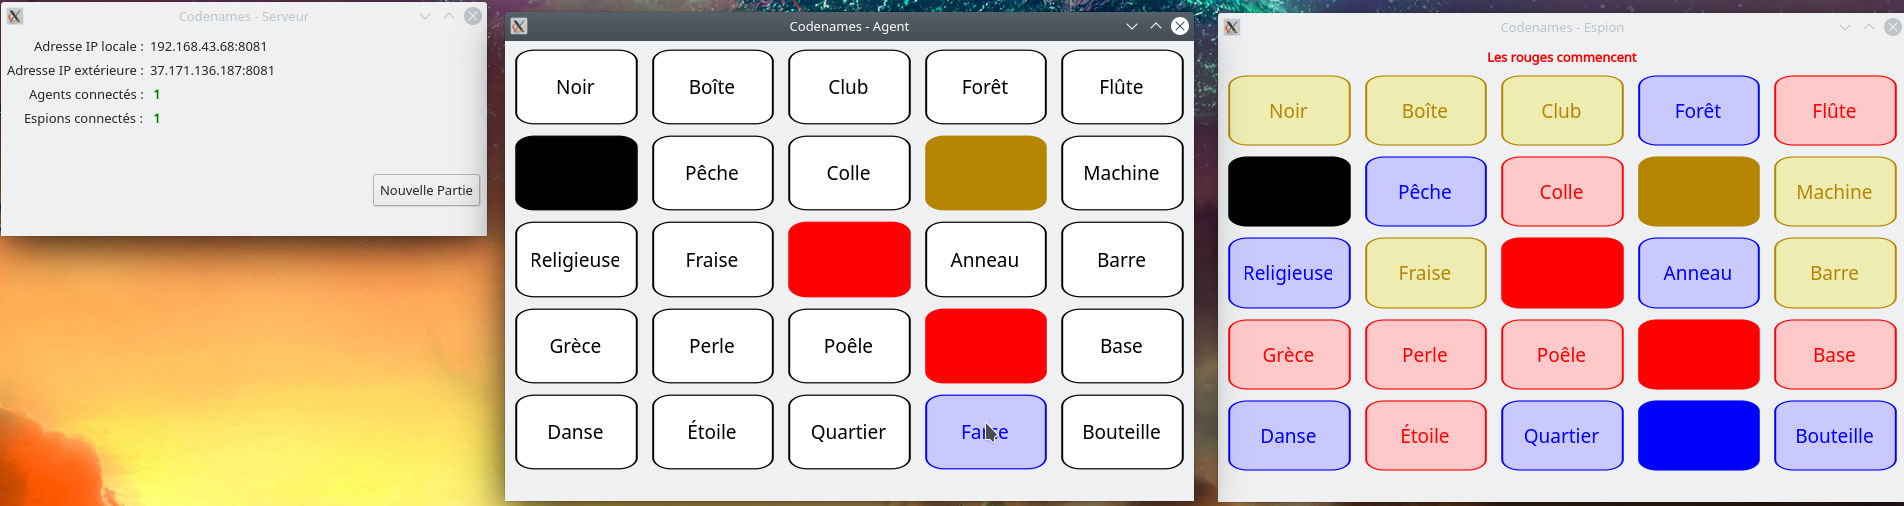 Codenames - Serveur
Adresse IP locale : 192.168.43.68:8081
Adresse IP extérieure : 37.171.136.187:8081
Agents connectés : 1
Espions connectés : 1
Nouvelle Partie
Codenames - Agent
Noir Boîte Club Forêt Flûte
Pêche Colle Machine
Religieuse Fraise Anneau Barre
Grèce Perle Poêle Base
Danse Étoile Quartier Bouteille
Codenames - Espion
Les rouges commencent
Noir Boîte Club Forêt Flûte
Pêche Colle Machine
Religieuse Fraise Anneau Barre
Grèce Perle Poêle Base
Danse Étoile Quartier Bouteille